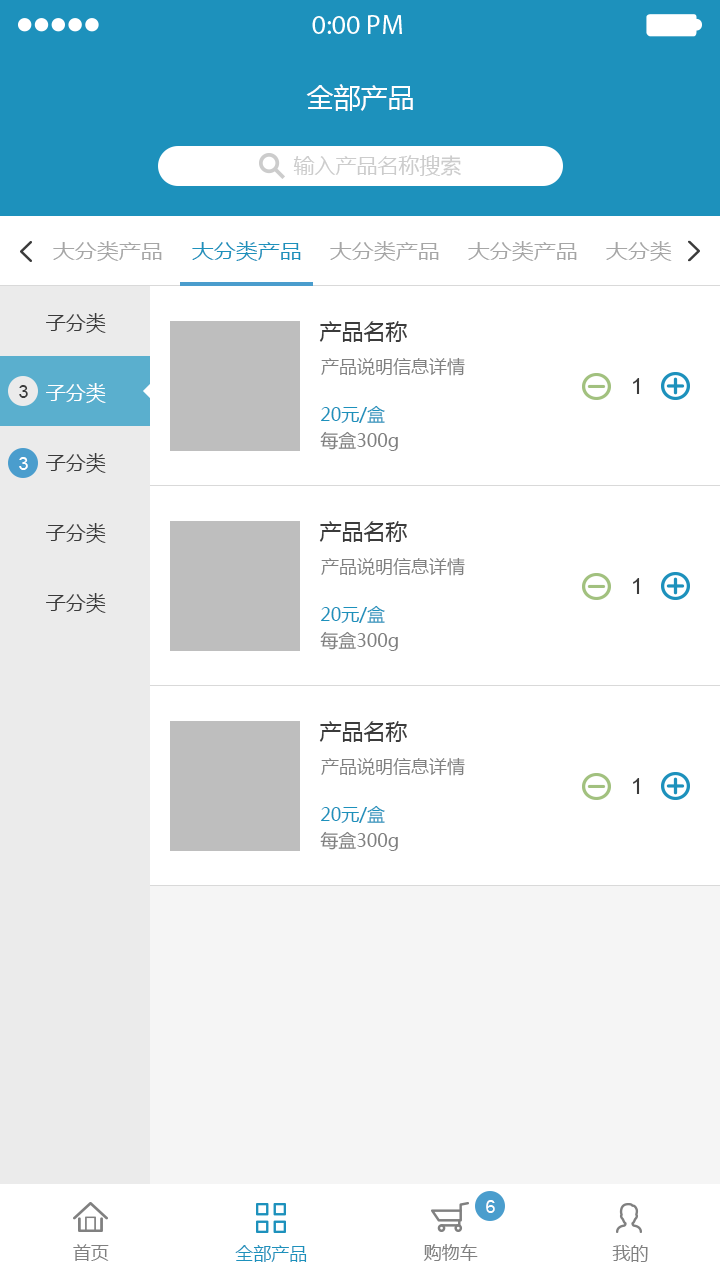 0:00 PM
全部产品
输入产品名称搜索
大分类产品 大分类产品 大分类产品 大分类产品 大分类
子分类
3 子分类
3 子分类
子分类
子分类
产品名称
产品说明信息详情
20元/盒
每盒300g
1
产品名称
产品说明信息详情
20元/盒
每盒300g
1
产品名称
产品说明信息详情
20元/盒
每盒300g
1
6
首页 全部产品 购物车 我的